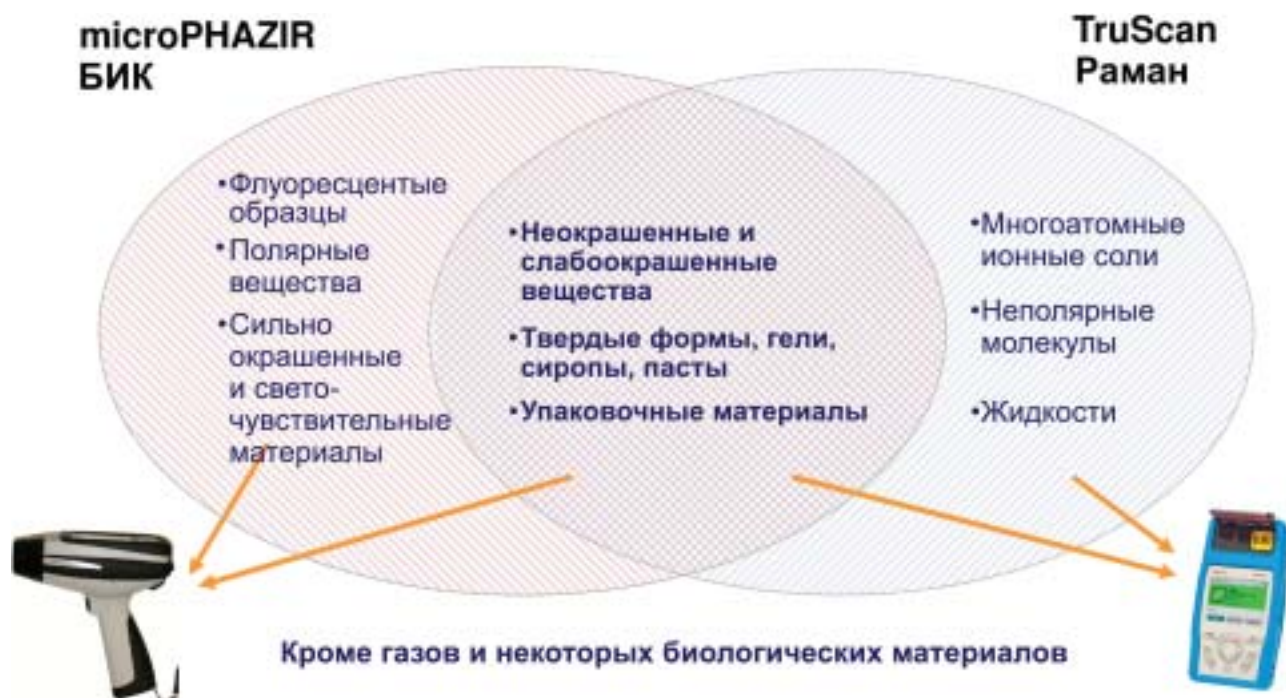 microPHAZIR
БИК
TruScan
Раман
•Флуоресцентые
образцы
•Полярные
вещества
•Сильно
окрашенные
и свето-
чувствительные
материалы
•Неокрашенные и
слабоокрашенные
вещества
•Твердые формы, гели,
сиропы, пасты
•Упаковочные материалы
•Многоатомные
ионные соли
•Неполярные
молекулы
•Жидкости
Кроме газов и некоторых биологических материалов